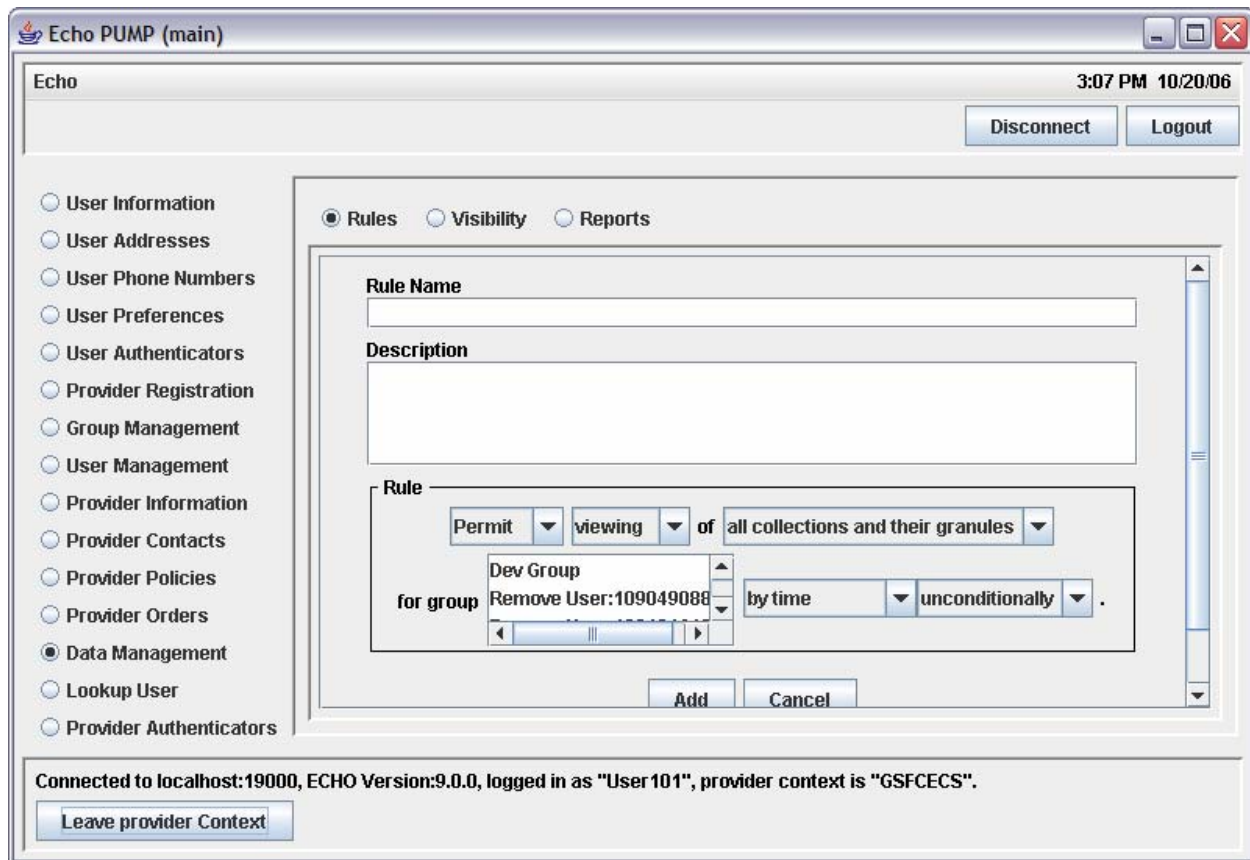 Echo PUMP (main)
Echo 3:07 PM 10/20/06
Disconnect Logout
User Information
User Addresses
User Phone Numbers
User Preferences
User Authenticators
Provider Registration
Group Management
User Management
Provider Information
Provider Contacts
Provider Policies
Provider Orders
Data Management
Lookup User
Provider Authenticators
Rules Visibility Reports
Rule Name
Description
Rule
Permit viewing of all collections and their granules
for group
Dev Group
Remove User:109049088
by time unconditionally .
Add Cancel
Connected to localhost:19000, ECHO Version:9.0.0, logged in as "User101", provider context is "GSFCECS".
Leave provider Context